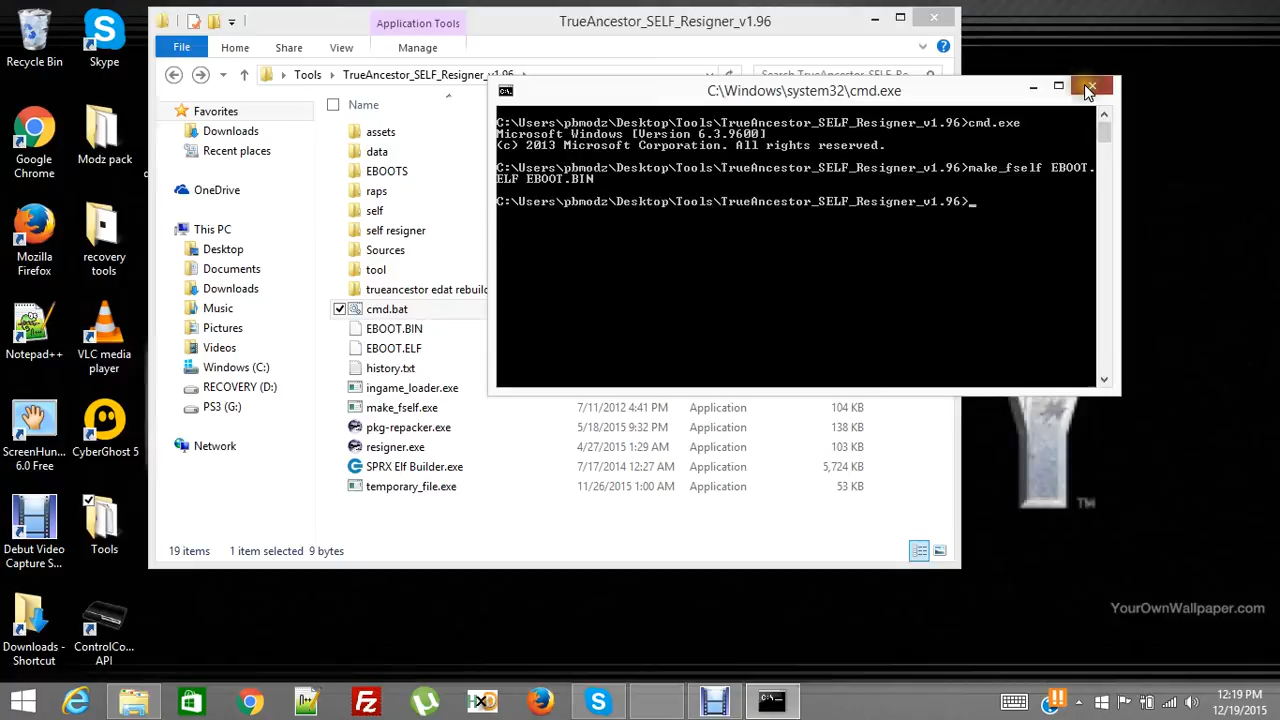 Recycle Bin
Skype
Google
Chrome
Modz pack
Mozilla
Firefox
recovery
tools
Notepad++
VLC media
player
ScreenHun...
6.0 Free
CyberGhost 5
Debut Video
Capture S...
Tools
Downloads -
Shortcut
ControlCo...
API
Application Tools
TrueAncestor_SELF_Resigner_v1.96
File
Home
Share
View
Manage
Tools
TrueAncestor_SELF_Resigner_v1.96
Search TrueAncestor_SELF_Re...
Favorites
Downloads
Recent places
OneDrive
This PC
Desktop
Documents
Downloads
Music
Pictures
Videos
Windows (C:)
RECOVERY (D:)
PS3 (G:)
Network
Name
assets
data
EBOOTS
raps
self
self resigner
Sources
tool
trueancestor edat rebuild
cmd.bat
EBOOT.BIN
EBOOT.ELF
history.txt
ingame_loader.exe
make_fself.exe 7/11/2012 4:41 PM Application 104 KB
pkg-repacker.exe 5/18/2015 9:32 PM Application 138 KB
resigner.exe 4/27/2015 1:29 AM Application 103 KB
SPRX Elf Builder.exe 7/17/2014 12:27 AM Application 5,724 KB
temporary_file.exe 11/26/2015 1:00 AM Application 53 KB
19 items 1 item selected 9 bytes
C:\Windows\system32\cmd.exe
C:\Users\pbmodz\Desktop\Tools\TrueAncestor_SELF_Resigner_v1.96>cmd.exe
Microsoft Windows [Version 6.3.9600]
(c) 2013 Microsoft Corporation. All rights reserved.
C:\Users\pbmodz\Desktop\Tools\TrueAncestor_SELF_Resigner_v1.96>make_fself EBOOT.
ELF EBOOT.BIN
C:\Users\pbmodz\Desktop\Tools\TrueAncestor_SELF_Resigner_v1.96>_
TM
YourOwnWallpaper.com
12:19 PM
12/19/2015